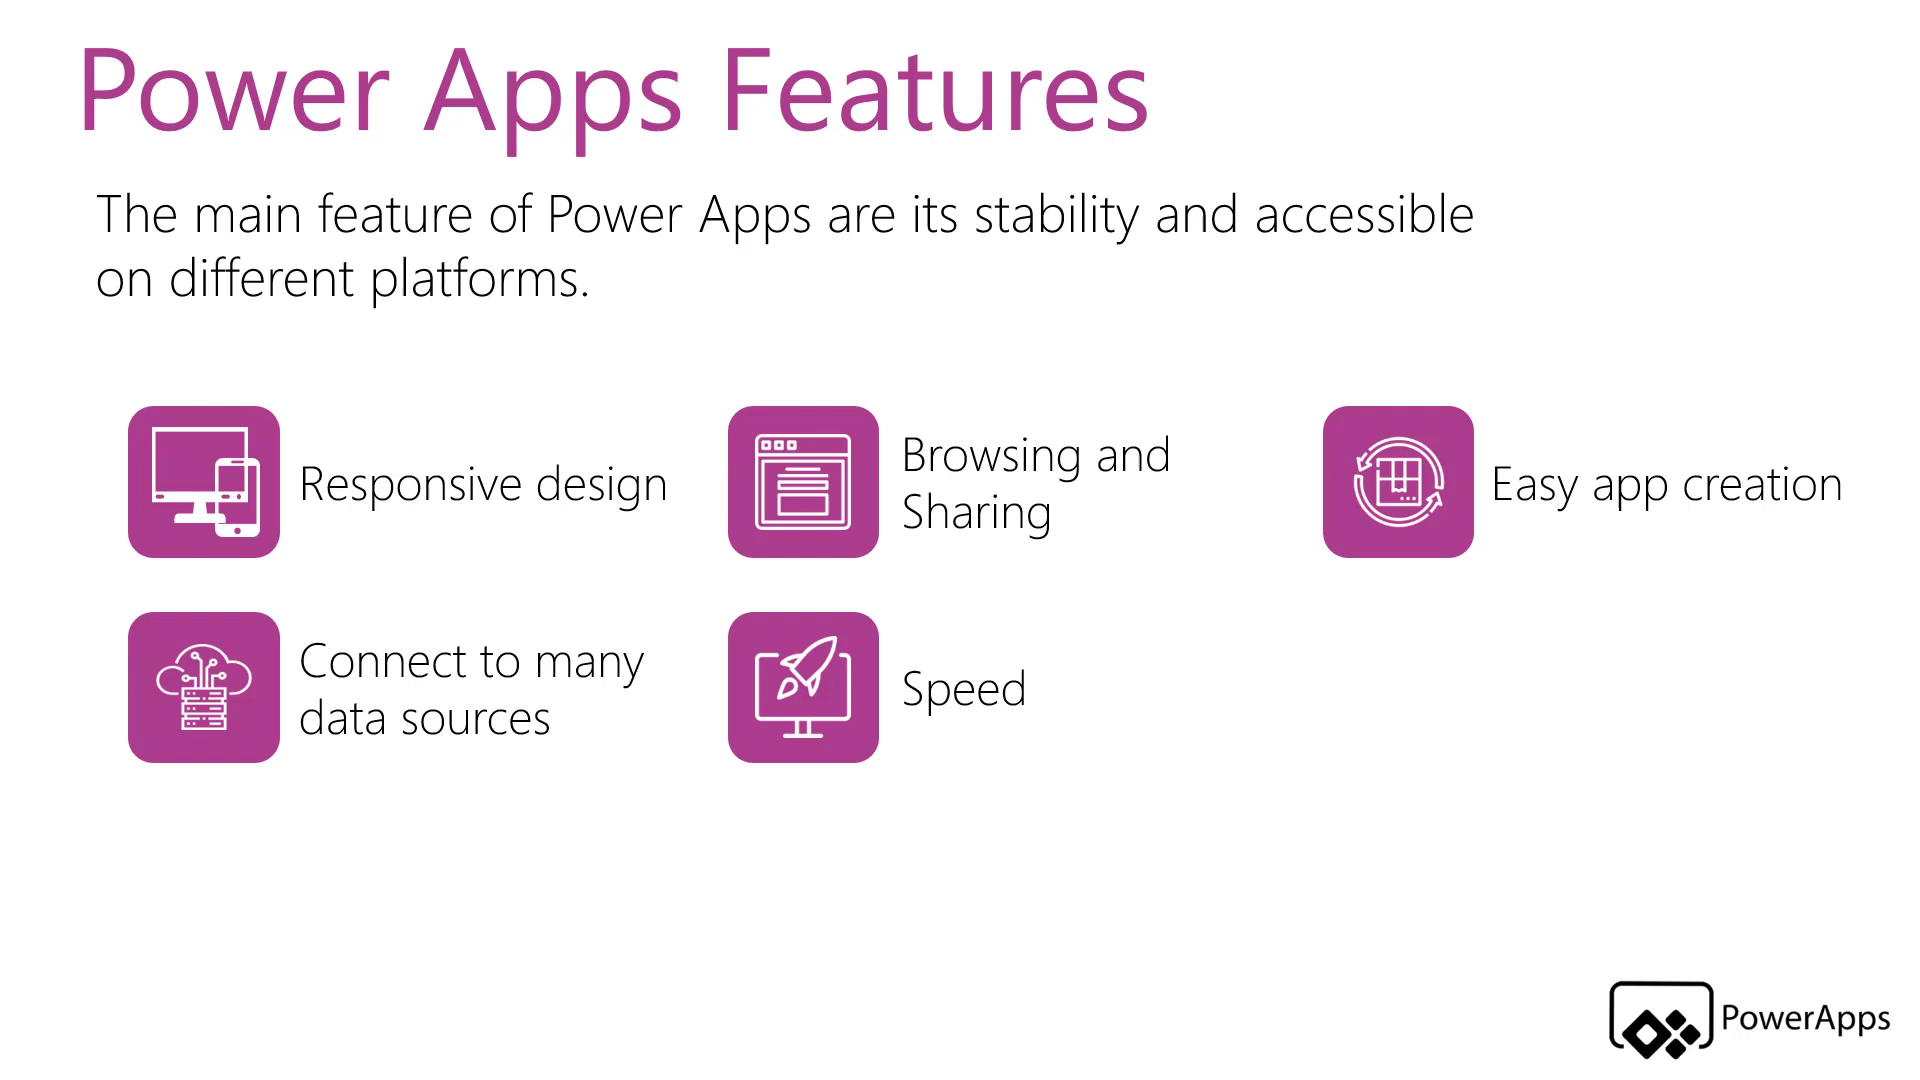 Power Apps Features
The main feature of Power Apps are its stability and accessible
on different platforms.
Responsive design
Browsing and
Sharing
Easy app creation
Connect to many
data sources
Speed
PowerApps